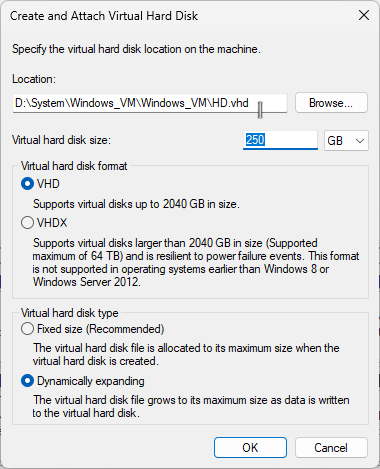 Create and Attach Virtual Hard Disk
Specify the virtual hard disk location on the machine.
Location:
D:\System\Windows_VM\Windows_VM\HD.vhd
Browse...
Virtual hard disk size:
250
GB
Virtual hard disk format
VHD
Supports virtual disks up to 2040 GB in size.
VHDX
Supports virtual disks larger than 2040 GB in size (Supported
maximum of 64 TB) and is resilient to power failure events. This format
is not supported in operating systems earlier than Windows 8 or
Windows Server 2012.
Virtual hard disk type
Fixed size (Recommended)
The virtual hard disk file is allocated to its maximum size when the
virtual hard disk is created.
Dynamically expanding
The virtual hard disk file grows to its maximum size as data is written
to the virtual hard disk.
OK
Cancel